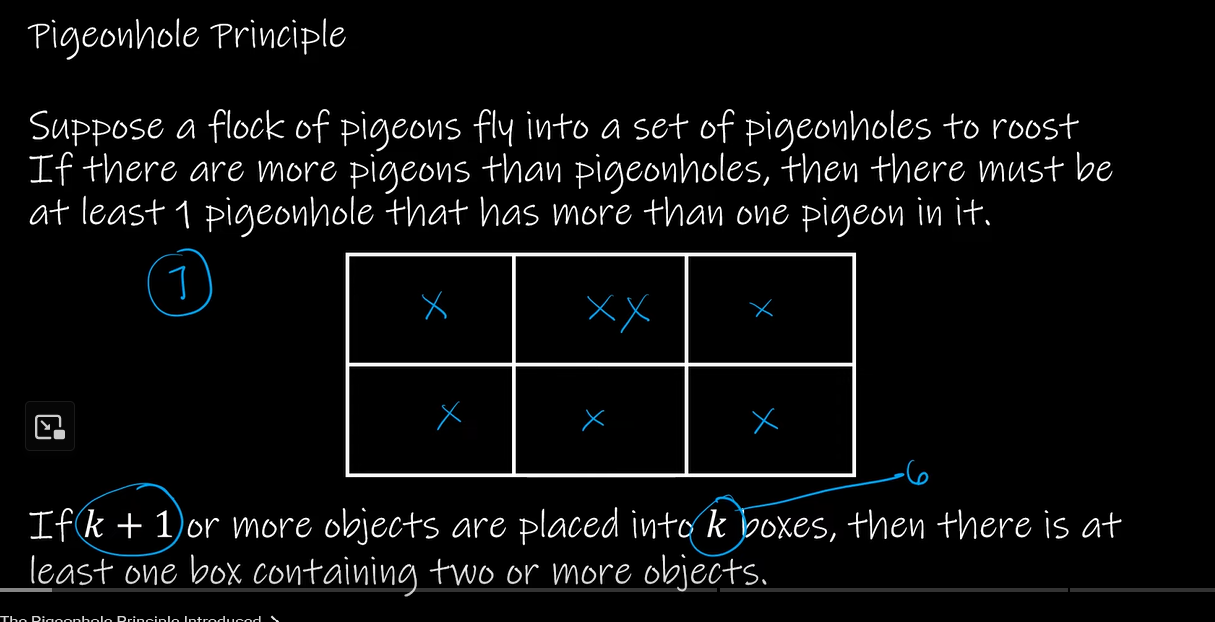 Pigeonhole Principle
Suppose a flock of pigeons fly into a set of pigeonholes to roost
If there are more pigeons than pigeonholes, then there must be
at least 1 pigeonhole that has more than one pigeon in it.
7
X XX X
X X X
6
If k + 1 or more objects are placed into k boxes, then there is at
least one box containing two or more objects.
The Pigeonhole Principle Introduced >